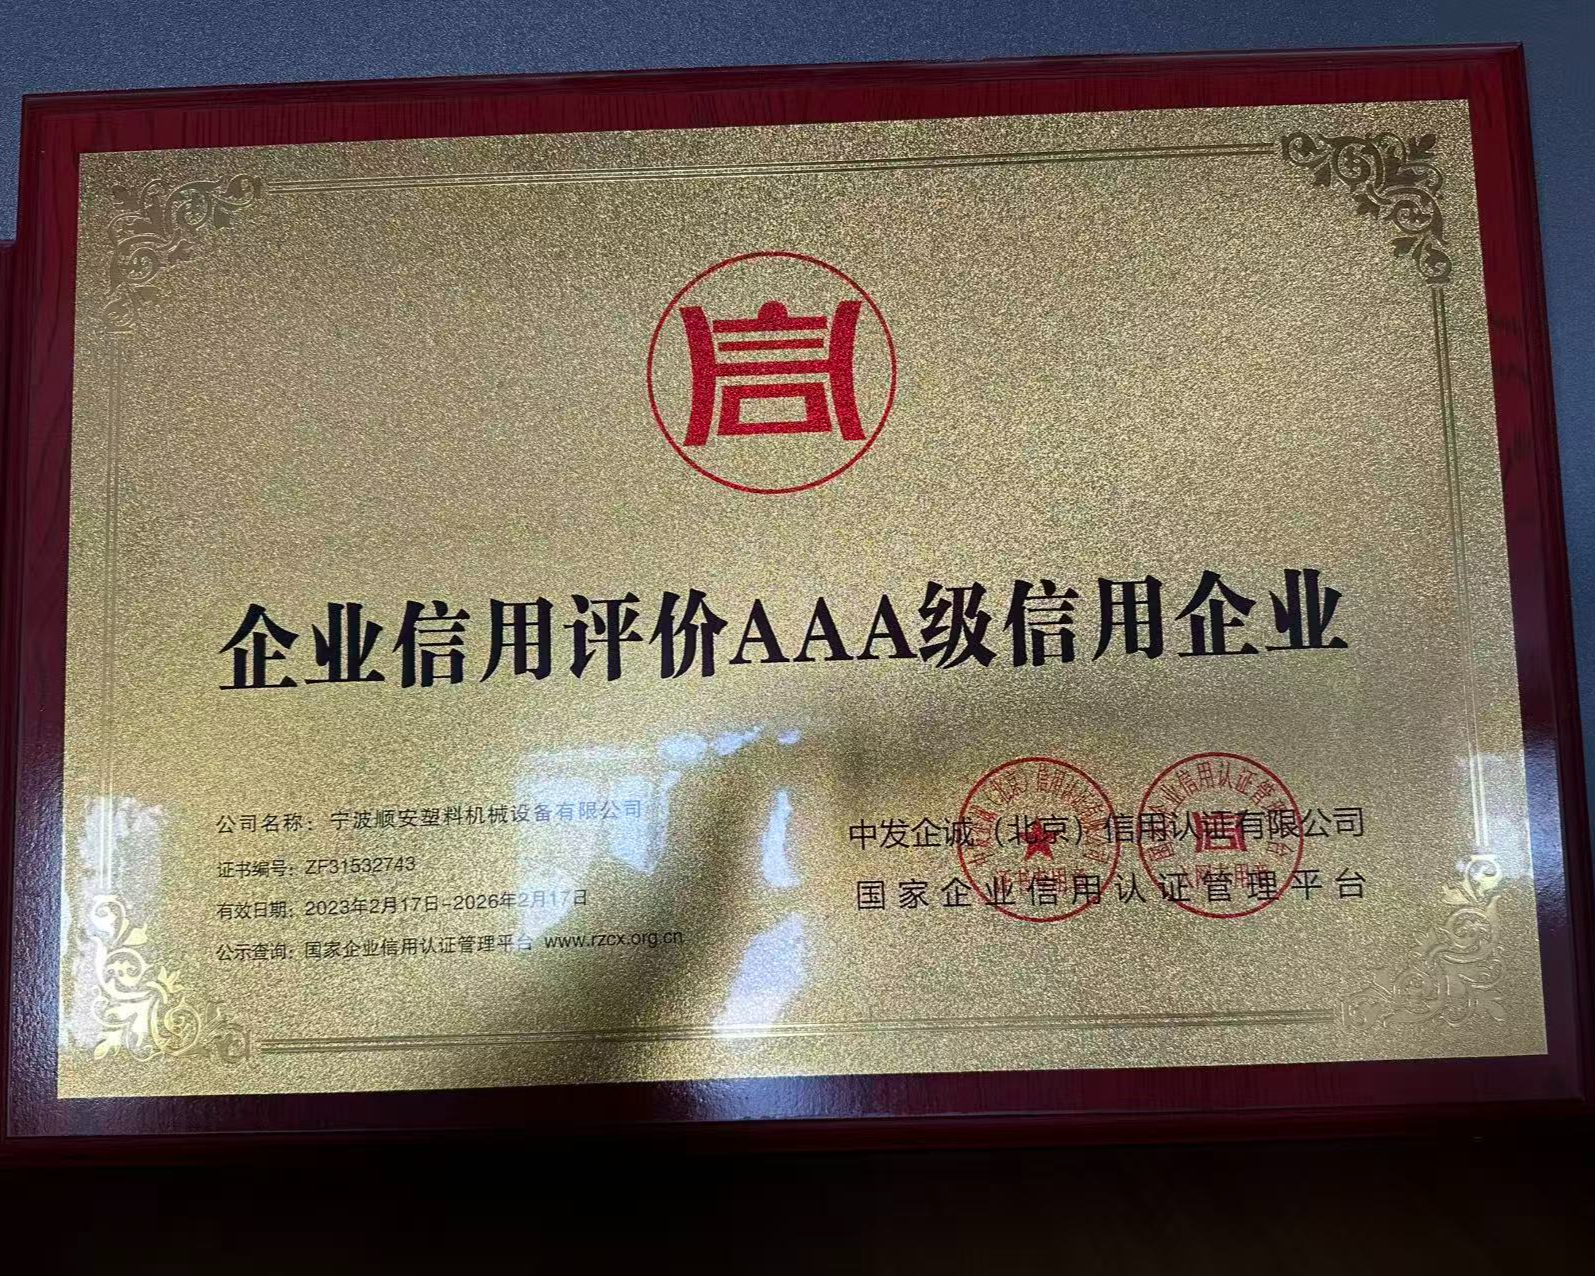 信
企业信用评价AAA级信用企业
公司名称：宁波顺安塑料机械设备有限公司
证书编号：ZF31532743
有效日期：2023年2月17日-2026年2月17日
公示查询：国家企业信用认证管理平台 www.rzcx.org.cn
中发企诚（北京）信用认证有限公司
国家企业信用认证管理平台